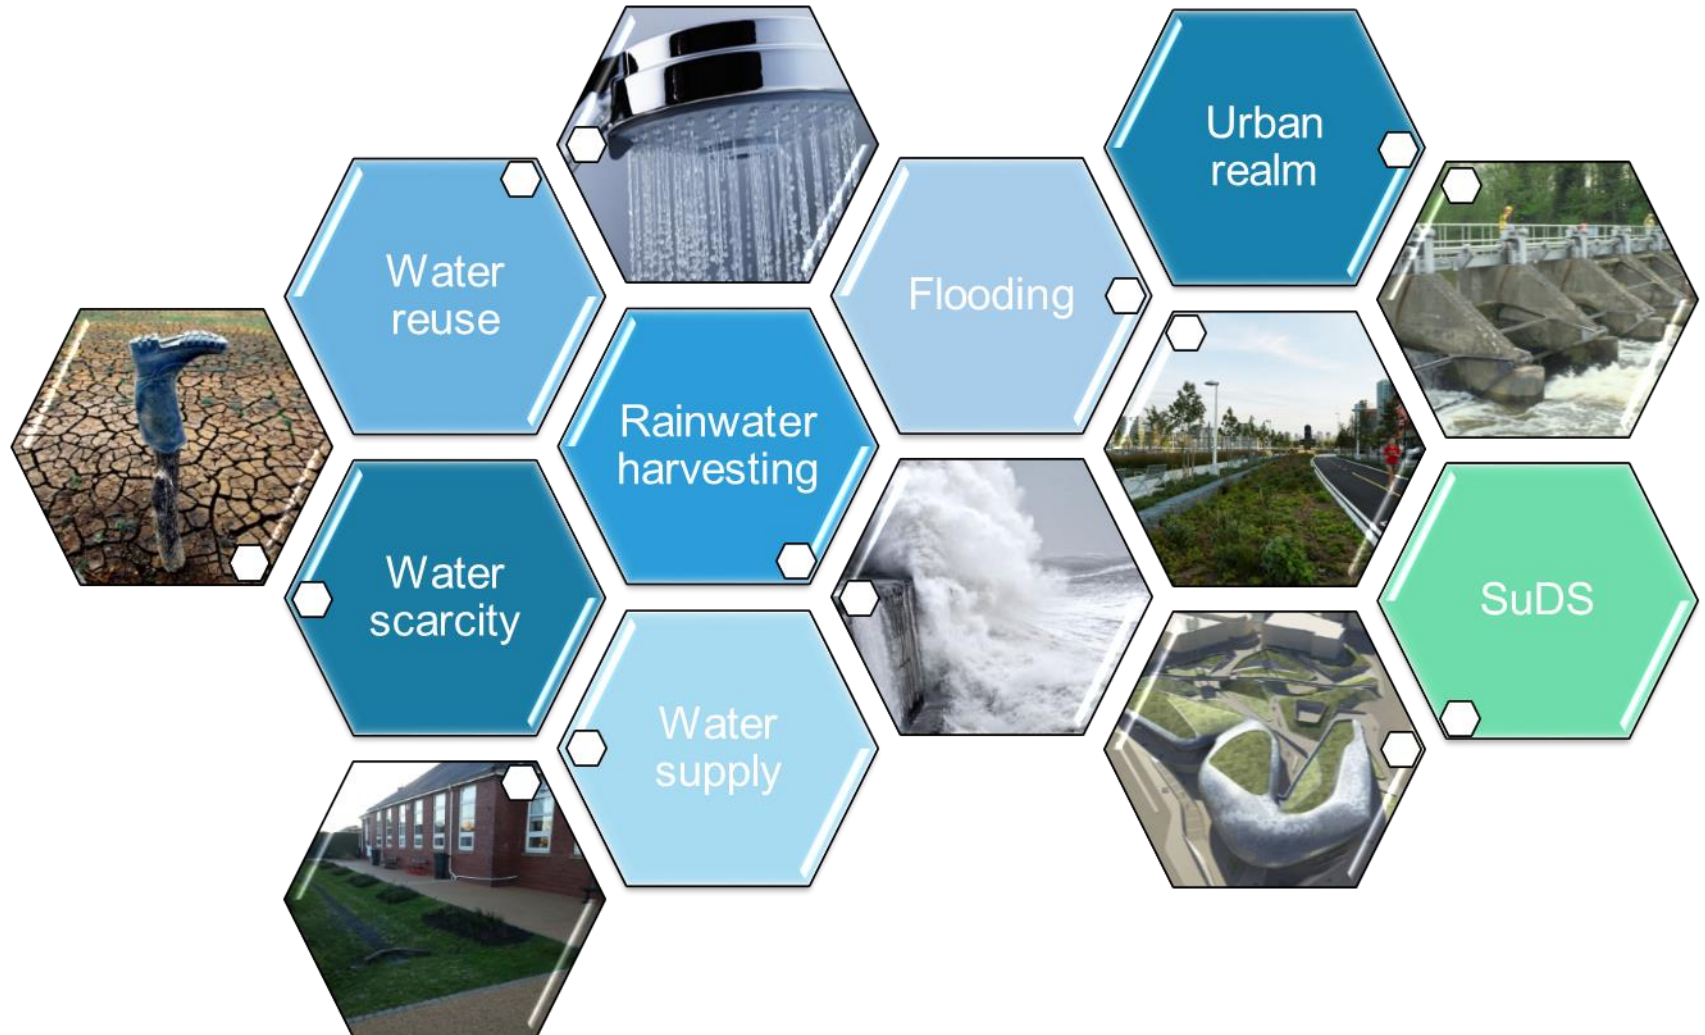 Urban
realm
Water
reuse
Flooding
Rainwater
harvesting
Water
scarcity
SuDS
Water
supply